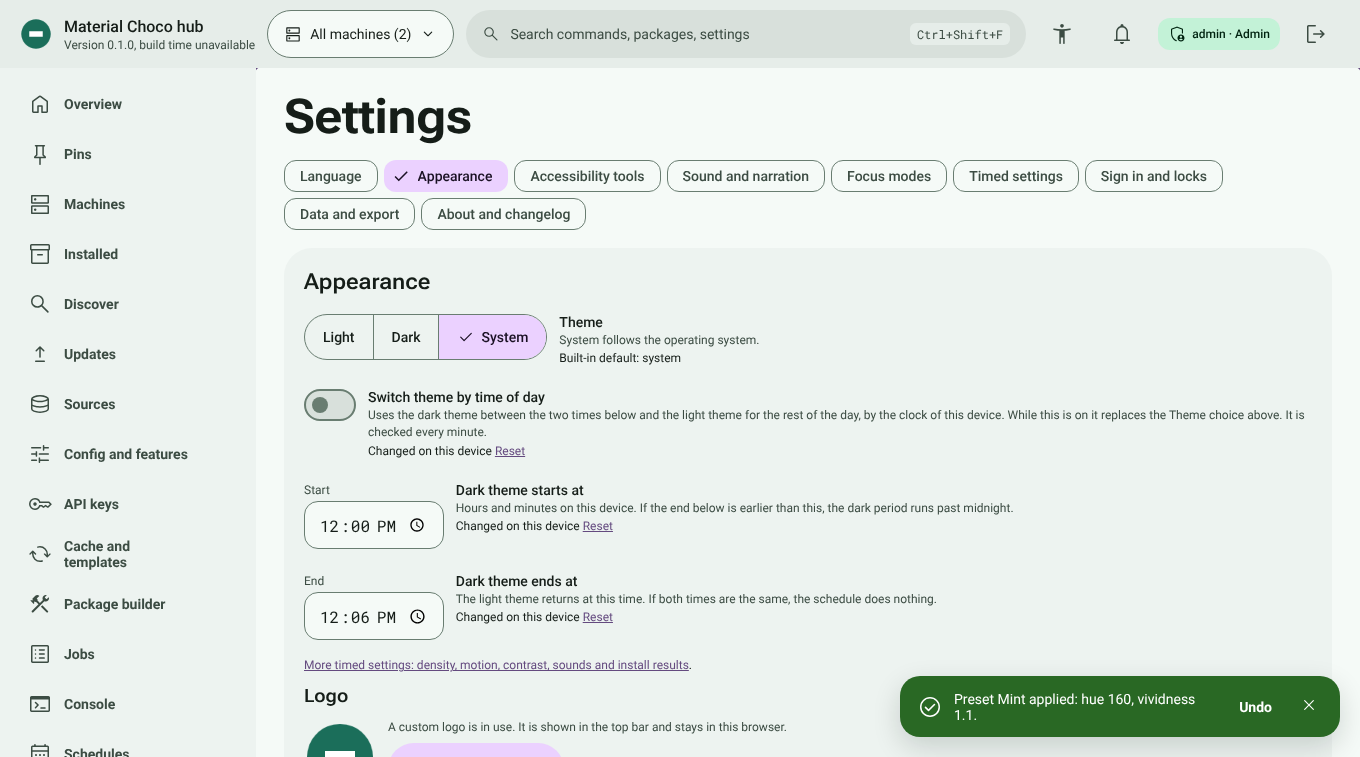 Material Choco hub
Version 0.1.0, build time unavailable
All machines (2)
Search commands, packages, settings
Ctrl+Shift+F
admin · Admin
Overview
Pins
Machines
Installed
Discover
Updates
Sources
Config and features
API keys
Cache and
templates
Package builder
Jobs
Console
Schedules
Settings
Language
Appearance
Accessibility tools
Sound and narration
Focus modes
Timed settings
Sign in and locks
Data and export
About and changelog
Appearance
Light
Dark
System
Theme
System follows the operating system.
Built-in default: system
Switch theme by time of day
Uses the dark theme between the two times below and the light theme for the rest of the day, by the clock of this device. While this is on it replaces the Theme choice above. It is
checked every minute.
Changed on this device Reset
Start
12:00 PM
Dark theme starts at
Hours and minutes on this device. If the end below is earlier than this, the dark period runs past midnight.
Changed on this device Reset
End
12:06 PM
Dark theme ends at
The light theme returns at this time. If both times are the same, the schedule does nothing.
Changed on this device Reset
More timed settings: density, motion, contrast, sounds and install results.
Logo
A custom logo is in use. It is shown in the top bar and stays in this browser.
Preset Mint applied: hue 160, vividness
1.1.
Undo